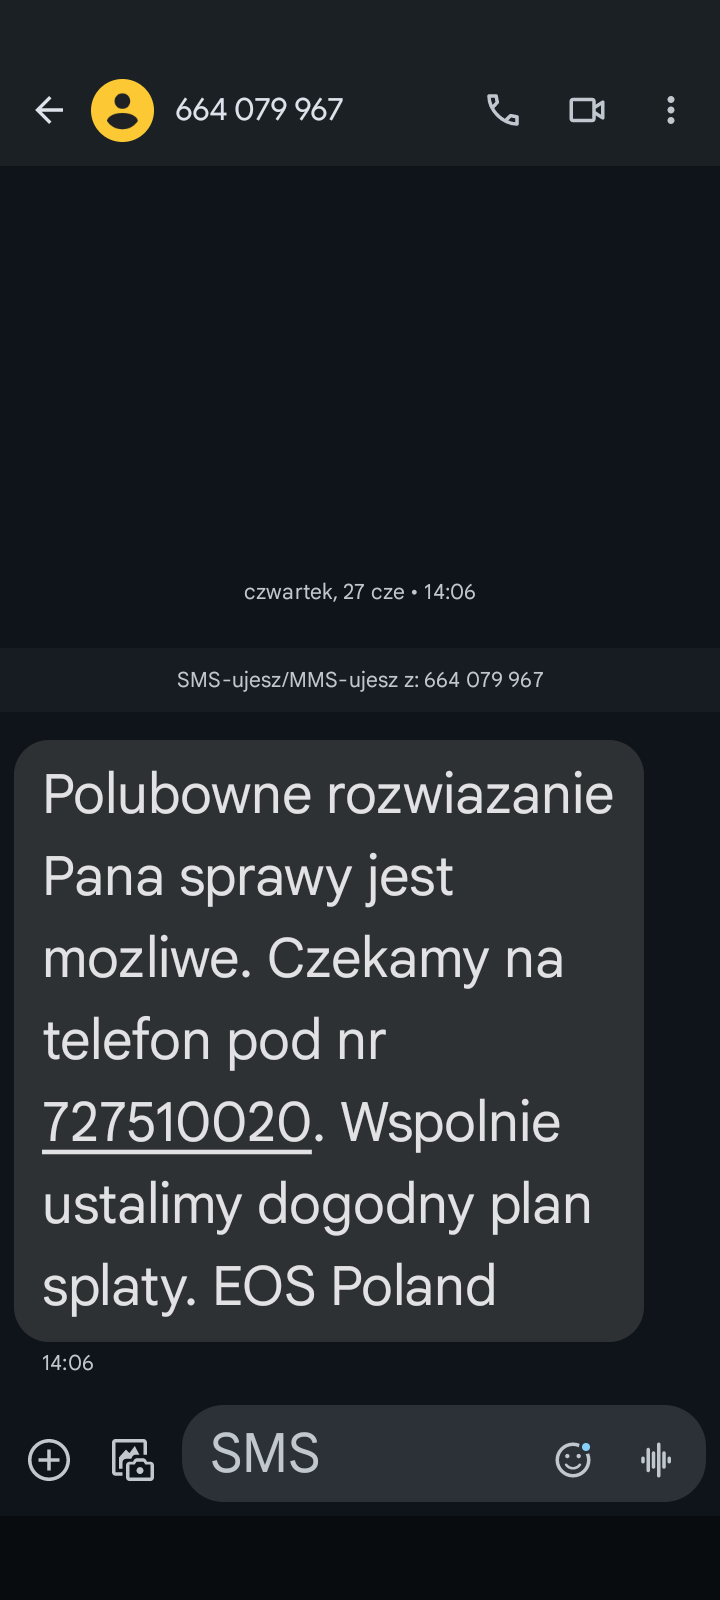 664 079 967
czwartek, 27 cze • 14:06
SMS-ujesz/MMS-ujesz z: 664 079 967
Polubowne rozwiazanie
Pana sprawy jest
mozliwe. Czekamy na
telefon pod nr
727510020. Wspolnie
ustalimy dogodny plan
splaty. EOS Poland
14:06
SMS